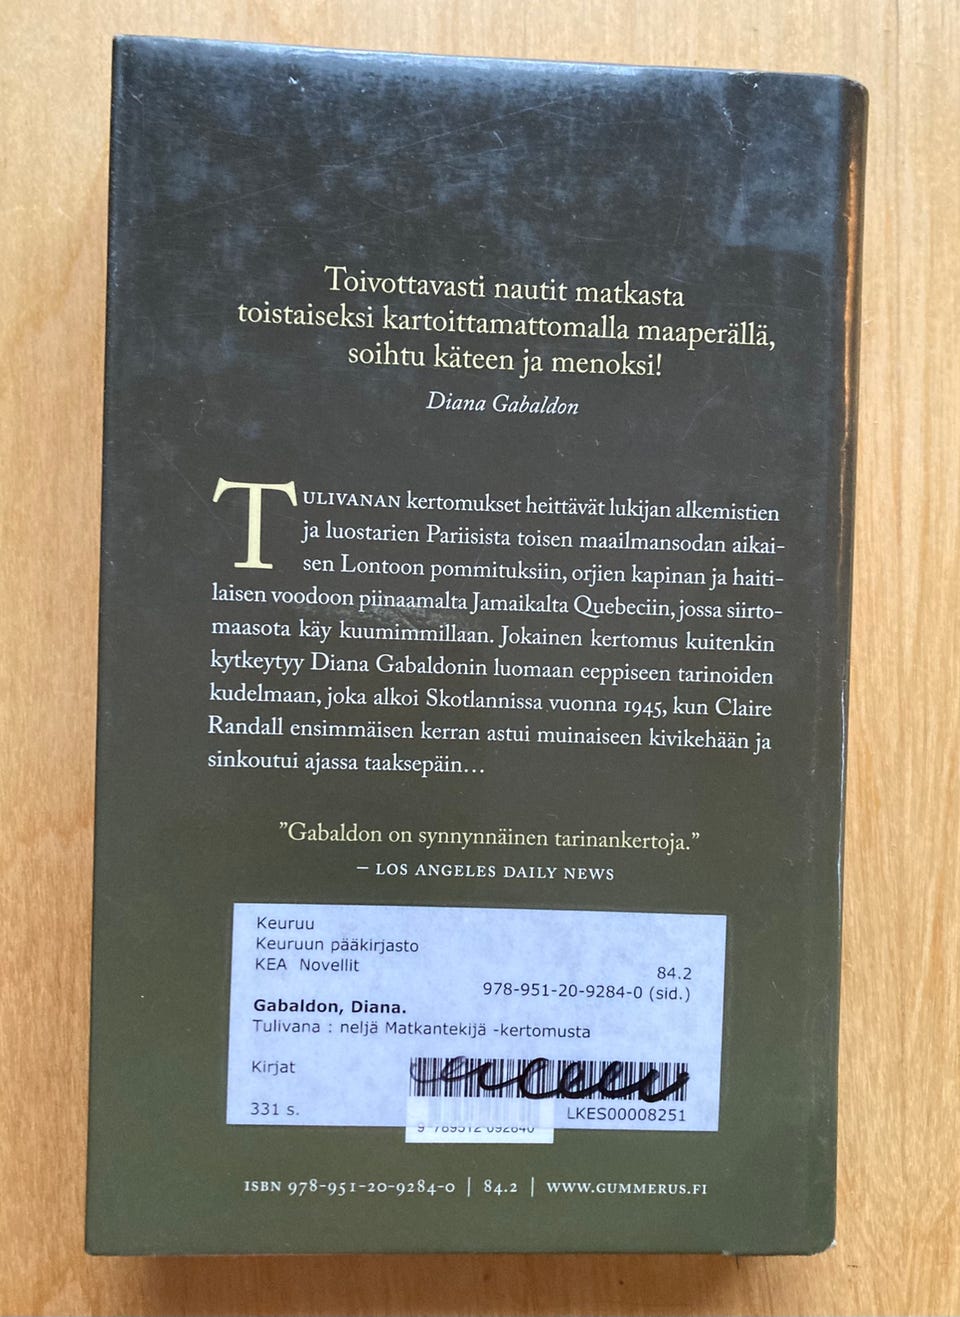 Toivottavasti nautit matkasta
toistaiseksi kartoittamattomalla maaperällä,
soihtu käteen ja menoksi!
Diana Gabaldon
TULIVANAN kertomukset heittävät lukijan alkemistien
ja luostarien Pariisista toisen maailmansodan aikai-
sen Lontoon pommituksiin, orjien kapinan ja haiti-
laisen voodoon piinaamalta Jamaikalta Quebeciin, jossa siirto-
maasota käy kuumimmillaan. Jokainen kertomus kuitenkin
kytkeytyy Diana Gabaldonin luomaan eeppiseen tarinoiden
kudelmaan, joka alkoi Skotlannissa vuonna 1945, kun Claire
Randall ensimmäisen kerran astui muinaiseen kivikehään ja
sinkoutui ajassa taaksepäin...
”Gabaldon on synnynnäinen tarinankertoja.”
– LOS ANGELES DAILY NEWS
Keuruu
Keuruun pääkirjasto
KEA Novellit
84.2
978-951-20-9284-0 (sid.)
Gabaldon, Diana.
Tulivana : neljä Matkantekijä -kertomusta
Kirjat
331 s.
LKES00008251
9 789512 092840
ISBN 978-951-20-9284-0 | 84.2 | WWW.GUMMERUS.FI